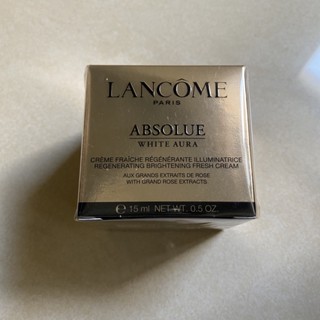 LANCÔME
PARIS
ABSOLUE
WHITE AURA
CRÈME FRAÎCHE RÉGÉNÉRANTE ILLUMINATRICE
REGENERATING BRIGHTENING FRESH CREAM
AUX GRANDS EXTRAITS DE ROSE
WITH GRAND ROSE EXTRACTS
℮ 15 ml NET WT. 0.5 OZ.